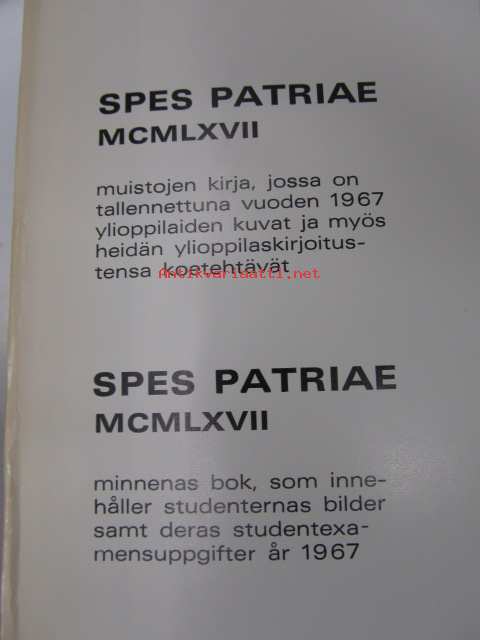 SPES PATRIAE
MCMLXVII
muistojen kirja, jossa on
tallennettuna vuoden 1967
ylioppilaiden kuvat ja myös
heidän ylioppilaskirjoitus-
tensa koetehtävät
Antikvariaatti.net
SPES PATRIAE
MCMLXVII
minnenas bok, som inne-
håller studenternas bilder
samt deras studentexa-
mensuppgifter år 1967